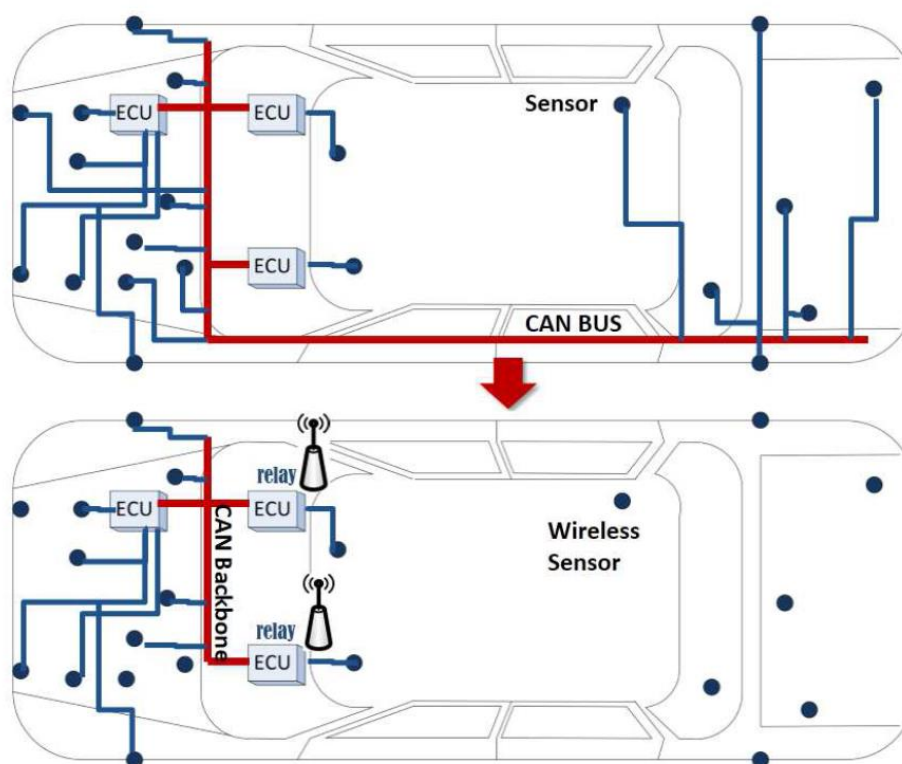 ECU
ECU
Sensor
ECU
CAN BUS
relay
ECU
ECU
CAN Backbone
Wireless
Sensor
relay
ECU